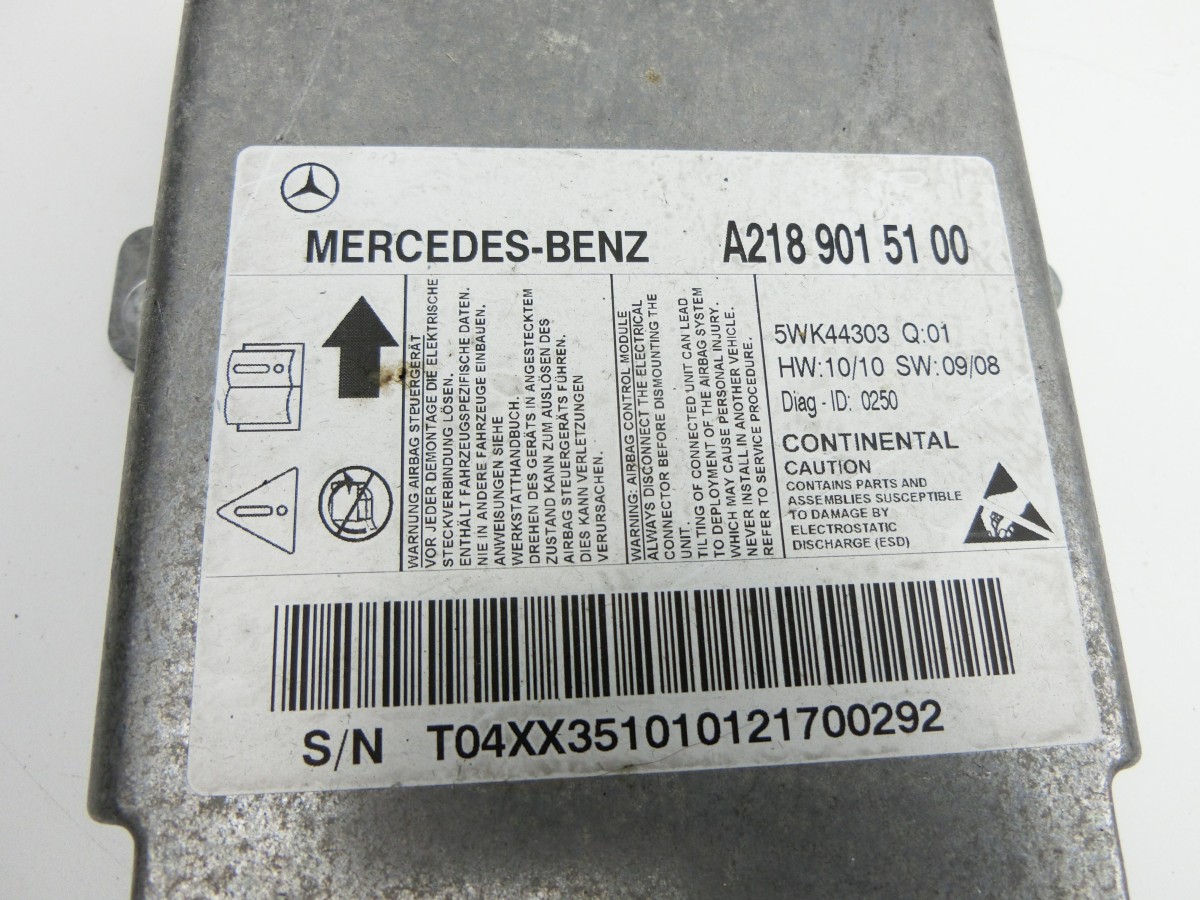 MERCEDES-BENZ
A218 901 51 00
WARNUNG AIRBAG STEUERGERÄT
VOR JEDER DEMONTAGE DIE ELEKTRISCHE
STECKVERBINDUNG LÖSEN.
ENTHÄLT FAHRZEUGSPEZIFISCHE DATEN.
NIE IN ANDERE FAHRZEUGE EINBAUEN.
ANWEISUNGEN SIEHE
WERKSTATTHANDBUCH.
DREHEN DES GERÄTS IN ANGESTECKTEM
ZUSTAND KANN ZUM AUSLÖSEN DES
AIRBAG STEUERGERÄTS FÜHREN.
DIES KANN VERLETZUNGEN
VERURSACHEN.
WARNING: AIRBAG CONTROL MODULE
ALWAYS DISCONNECT THE ELECTRICAL
CONNECTOR BEFORE DISMOUNTING THE
UNIT.
TILTING OF CONNECTED UNIT CAN LEAD
TO DEPLOYMENT OF THE AIRBAG SYSTEM
WHICH MAY CAUSE PERSONAL INJURY.
NEVER INSTALL IN ANOTHER VEHICLE.
REFER TO SERVICE PROCEDURE.
5WK44303 Q:01
HW:10/10 SW:09/08
Diag - ID: 0250
CONTINENTAL
CAUTION
CONTAINS PARTS AND
ASSEMBLIES SUSCEPTIBLE
TO DAMAGE BY
ELECTROSTATIC
DISCHARGE (ESD)
S/N T04XX351010121700292